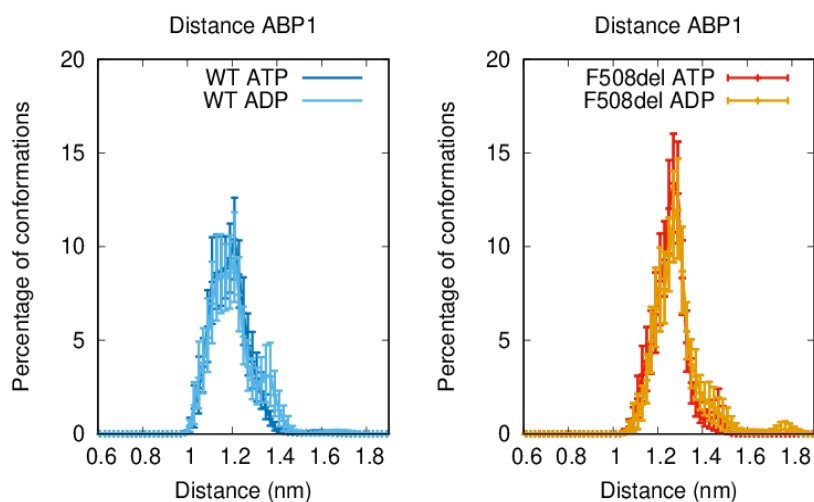 Distance ABP1
20
15
10
5
0
Percentage of conformations
WT ATP
WT ADP
0.6 0.8 1 1.2 1.4 1.6 1.8
Distance (nm)
Distance ABP1
20
15
10
5
0
Percentage of conformations
F508del ATP
F508del ADP
0.6 0.8 1 1.2 1.4 1.6 1.8
Distance (nm)